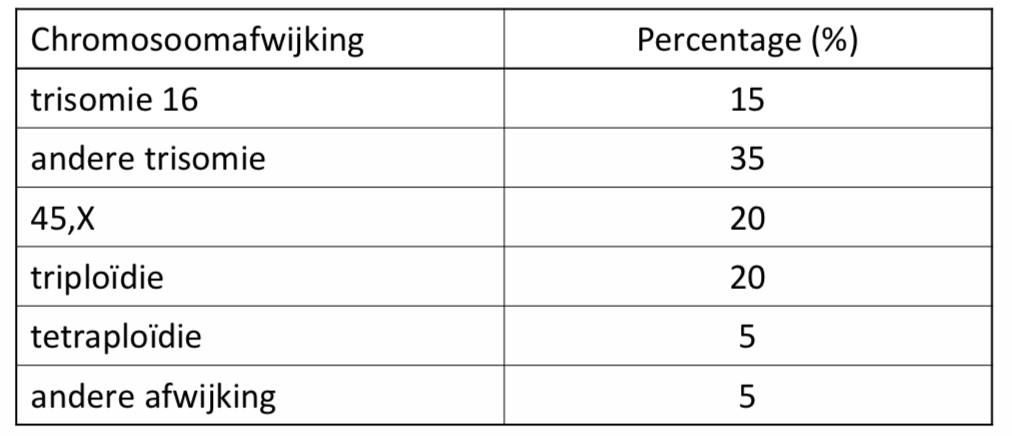 Chromosoomafwijking Percentage (%)
trisomie 16 15
andere trisomie 35
45,X 20
triploïdie 20
tetraploïdie 5
andere afwijking 5